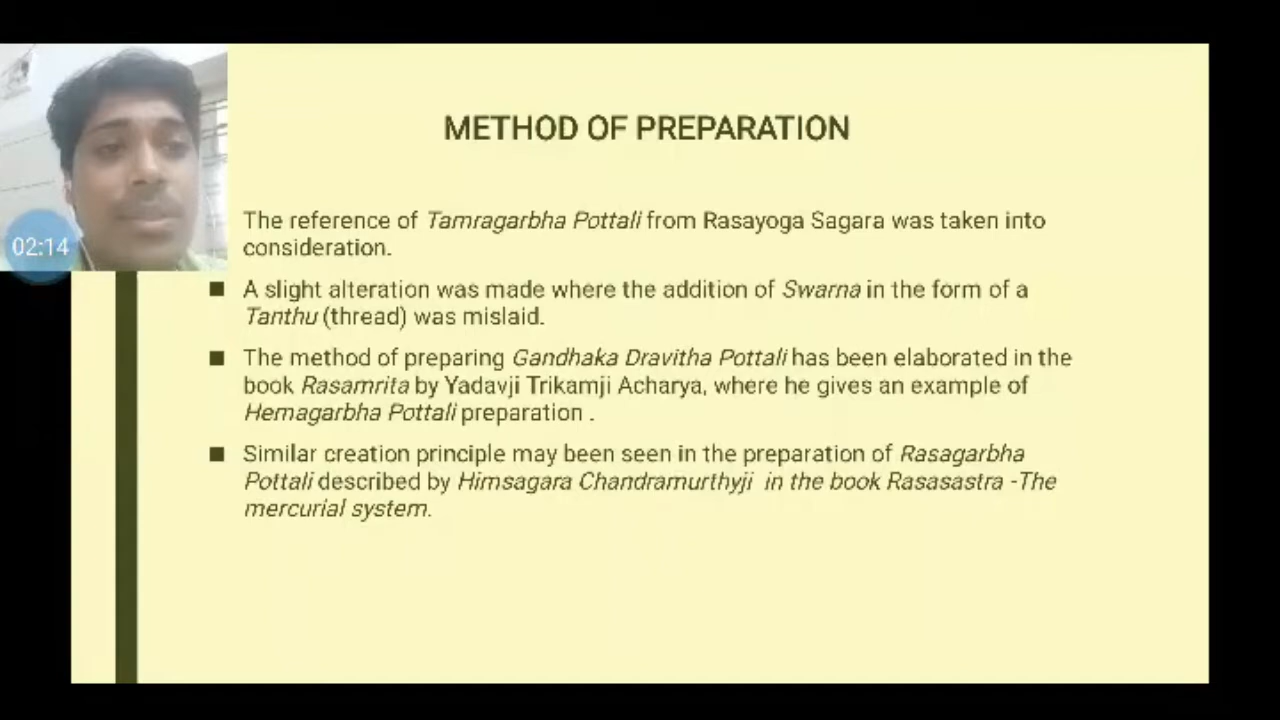 METHOD OF PREPARATION
The reference of Tamragarbha Pottali from Rasayoga Sagara was taken into
consideration.
02:14
■ A slight alteration was made where the addition of Swarna in the form of a
Tanthu (thread) was mislaid.
■ The method of preparing Gandhaka Dravitha Pottali has been elaborated in the
book Rasamrita by Yadavji Trikamji Acharya, where he gives an example of
Hemagarbha Pottali preparation .
■ Similar creation principle may been seen in the preparation of Rasagarbha
Pottali described by Himsagara Chandramurthyji in the book Rasasastra -The
mercurial system.